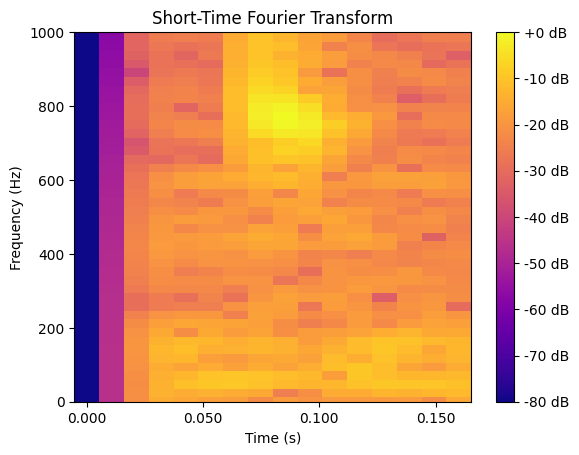 Short-Time Fourier Transform
1000
800
600
400
200
0
Frequency (Hz)
0.000
0.050
0.100
0.150
Time (s)
+0 dB
-10 dB
-20 dB
-30 dB
-40 dB
-50 dB
-60 dB
-70 dB
-80 dB